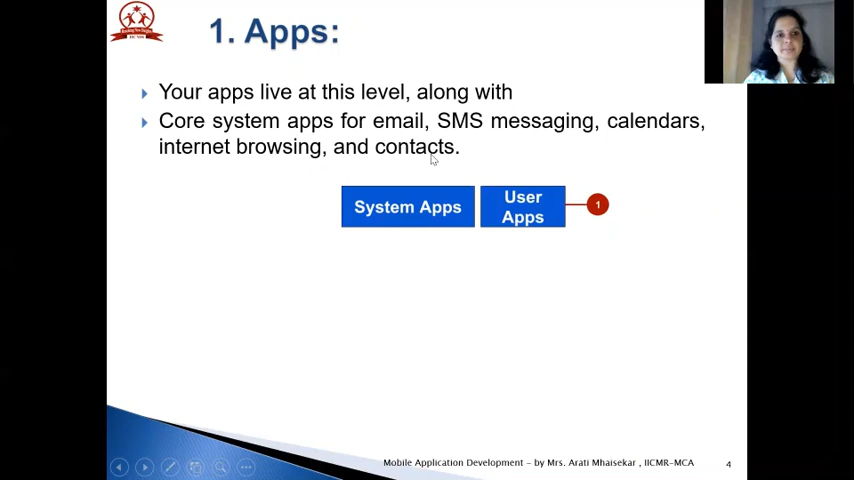 1. Apps:
Your apps live at this level, along with
Core system apps for email, SMS messaging, calendars,
internet browsing, and contacts.
System Apps
User
Apps
1
Mobile Application Development – by Mrs. Arati Mhaisekar , IICMR-MCA
4